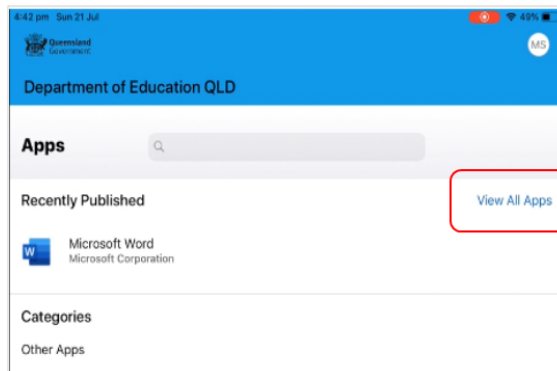 4:42 pm Sun 21 Jul
49%
Queensland
Government
MS
Department of Education QLD
Apps
Recently Published
View All Apps
W
Microsoft Word
Microsoft Corporation
Categories
Other Apps